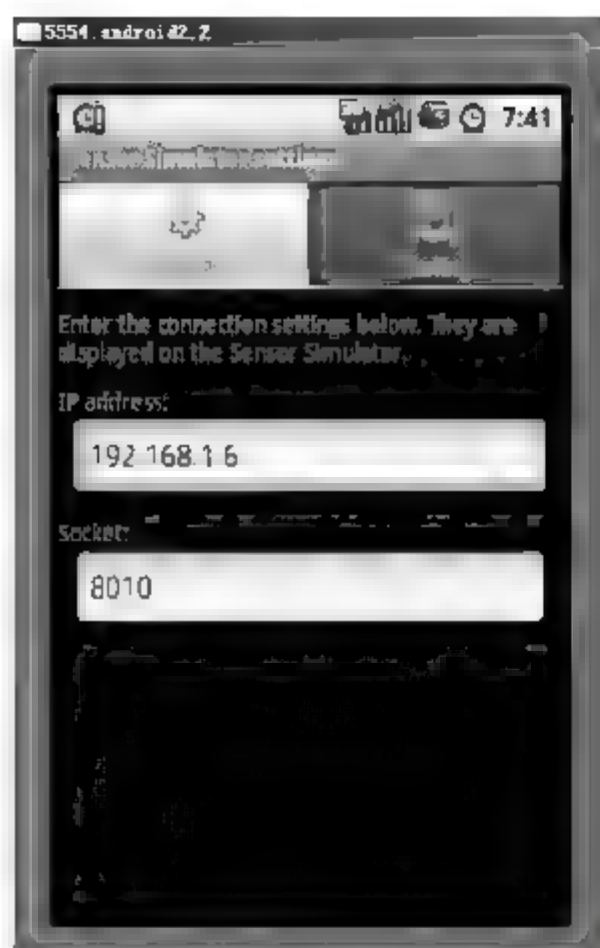 5554:android2.2
7:41
Enter the connection settings below. They are
displayed on the Sensor Simulator.
IP address:
192.168.1.6
Socket:
8010